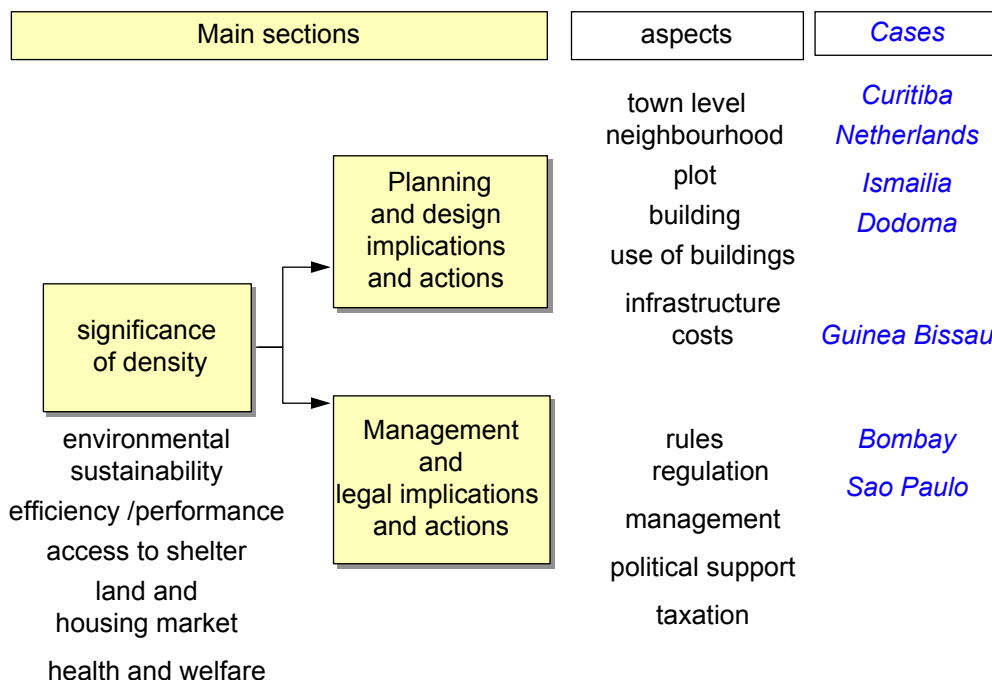 Main sections
aspects
Cases
significance
of density
environmental
sustainability
efficiency /performance
access to shelter
land and
housing market
health and welfare
Planning
and design
implications
and actions
Management
and
legal implications
and actions
town level
neighbourhood
plot
building
use of buildings
infrastructure
costs
rules
regulation
management
political support
taxation
Curitiba
Netherlands
Ismailia
Dodoma
Guinea Bissau
Bombay
Sao Paulo